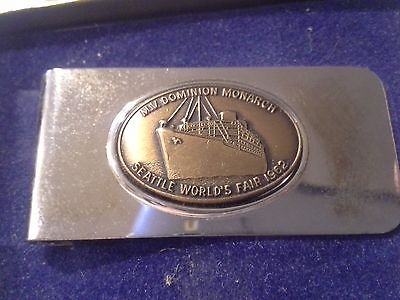 M.V. DOMINION MONARCH
SEATTLE WORLD'S FAIR 1962